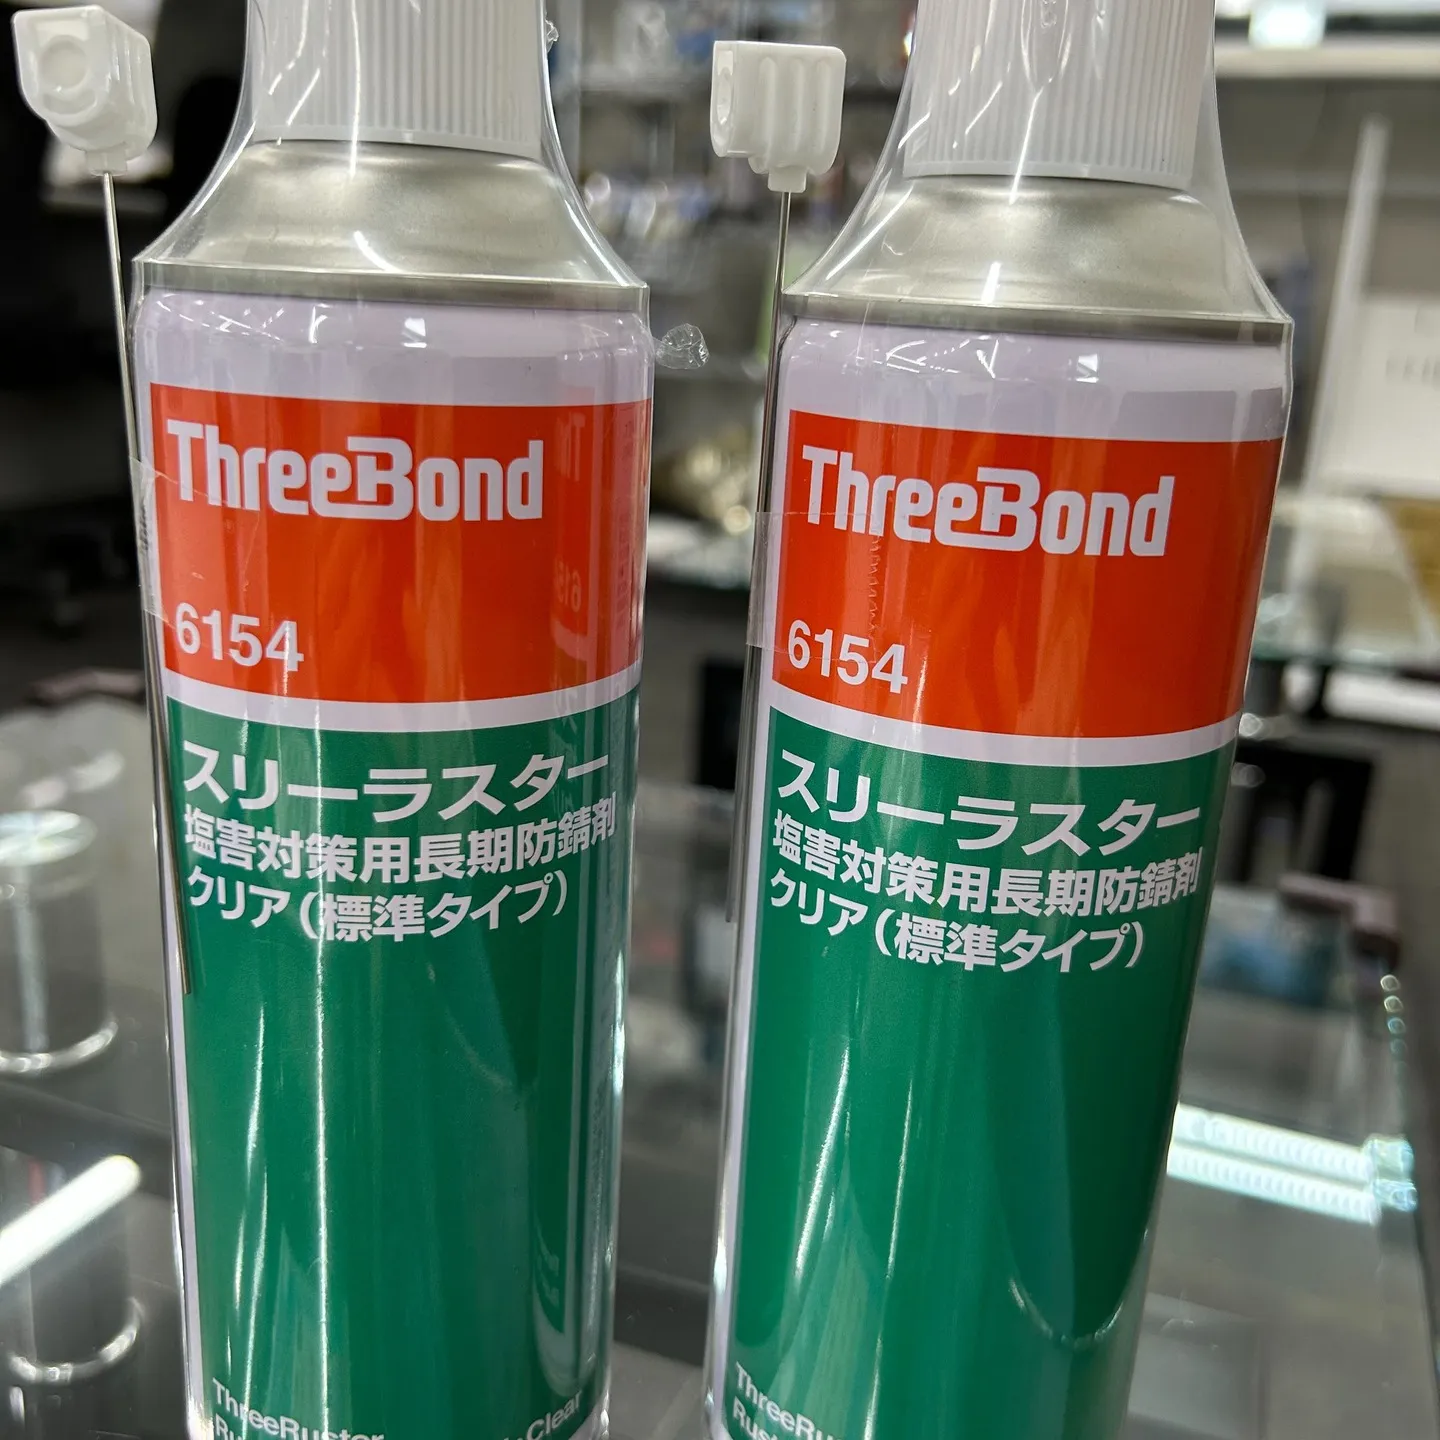 ThreeBond
6154
スリーラスター
塩害対策用長期防錆剤
クリア(標準タイプ)
ThreeRuster
Clear
ThreeBond
6154
スリーラスター
塩害対策用長期防錆剤
クリア(標準タイプ)